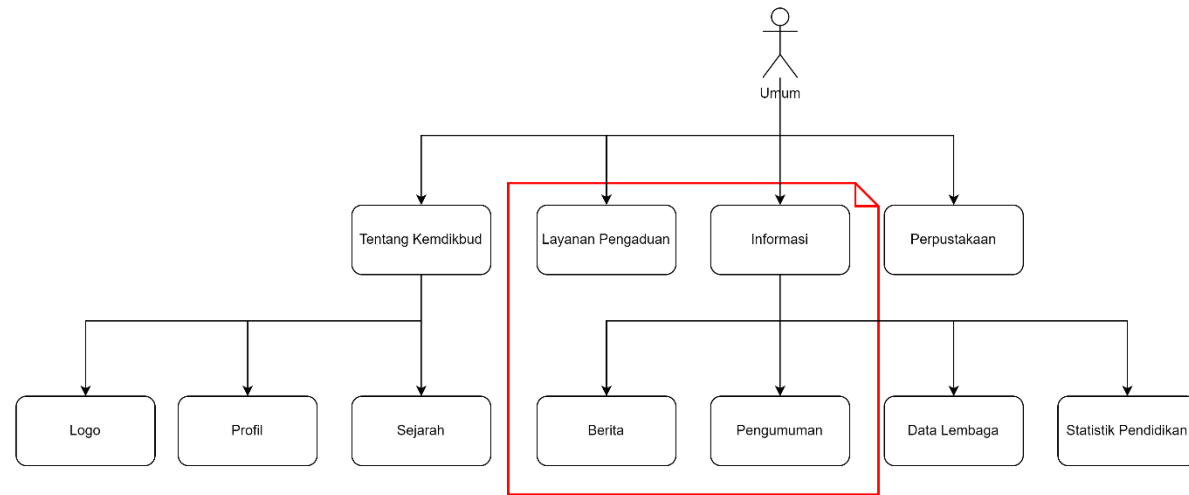 Umum
Tentang Kemdikbud
Layanan Pengaduan
Informasi
Perpustakaan
Logo
Profil
Sejarah
Berita
Pengumuman
Data Lembaga
Statistik Pendidikan